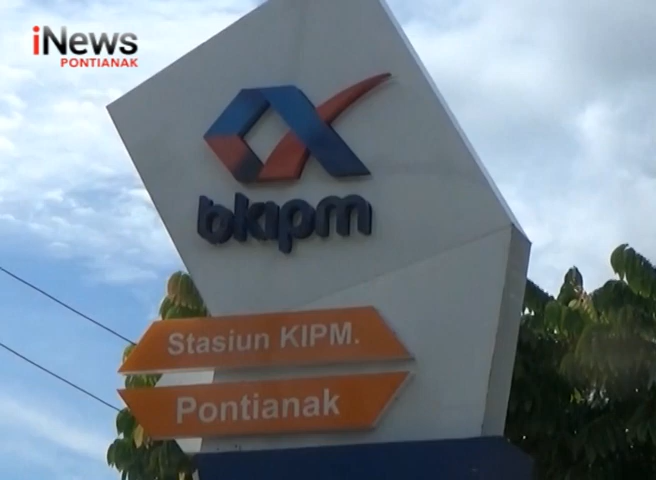 iNews
PONTIANAK
bkipm
Stasiun KIPM.
Pontianak